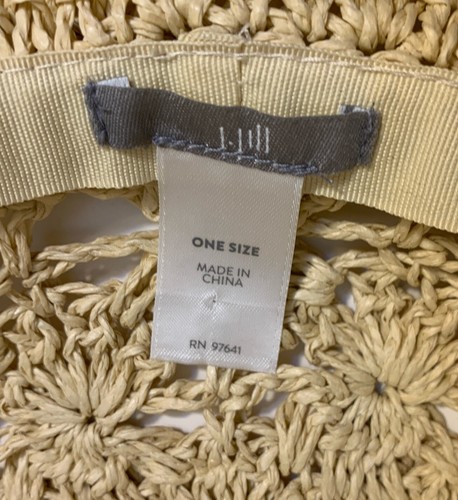 J.Jill
ONE SIZE
MADE IN
CHINA
RN 97641